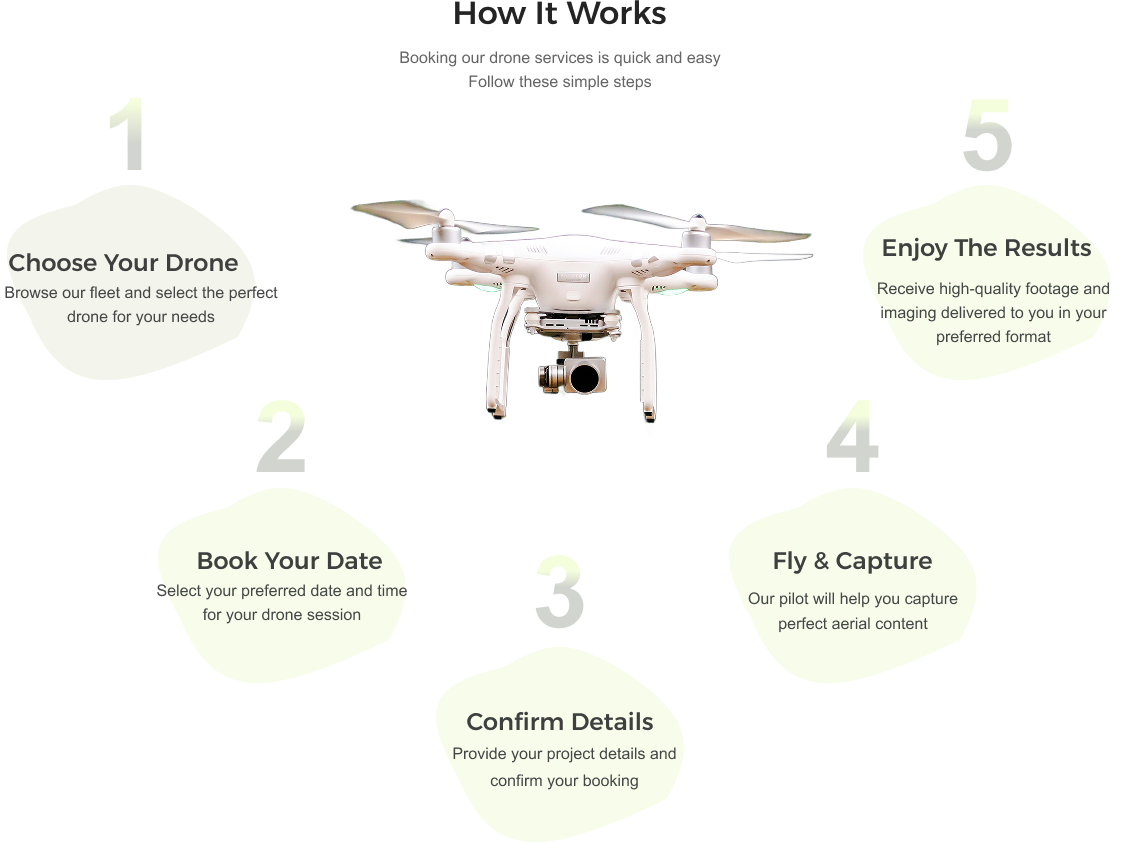 How It Works
Booking our drone services is quick and easy
Follow these simple steps
1
Choose Your Drone
Browse our fleet and select the perfect
drone for your needs
2
Book Your Date
Select your preferred date and time
for your drone session
3
Confirm Details
Provide your project details and
confirm your booking
4
Fly & Capture
Our pilot will help you capture
perfect aerial content
5
Enjoy The Results
Receive high-quality footage and
imaging delivered to you in your
preferred format